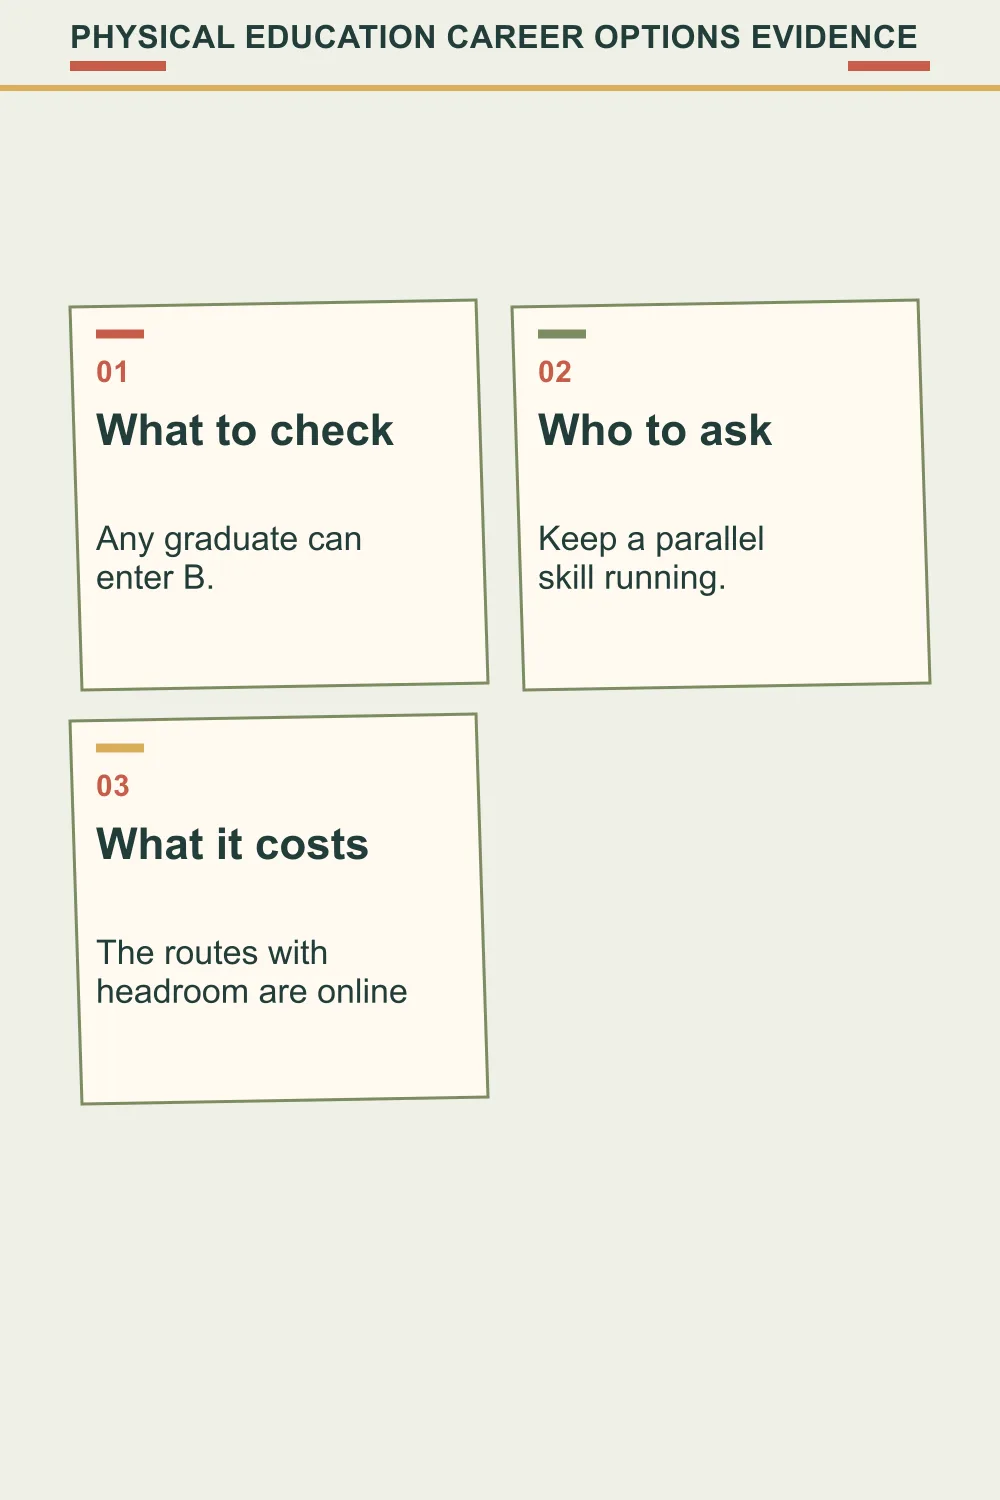 PHYSICAL EDUCATION CAREER OPTIONS EVIDENCE
01
What to check
Any graduate can
enter B.
02
Who to ask
Keep a parallel
skill running.
03
What it costs
The routes with
headroom are online